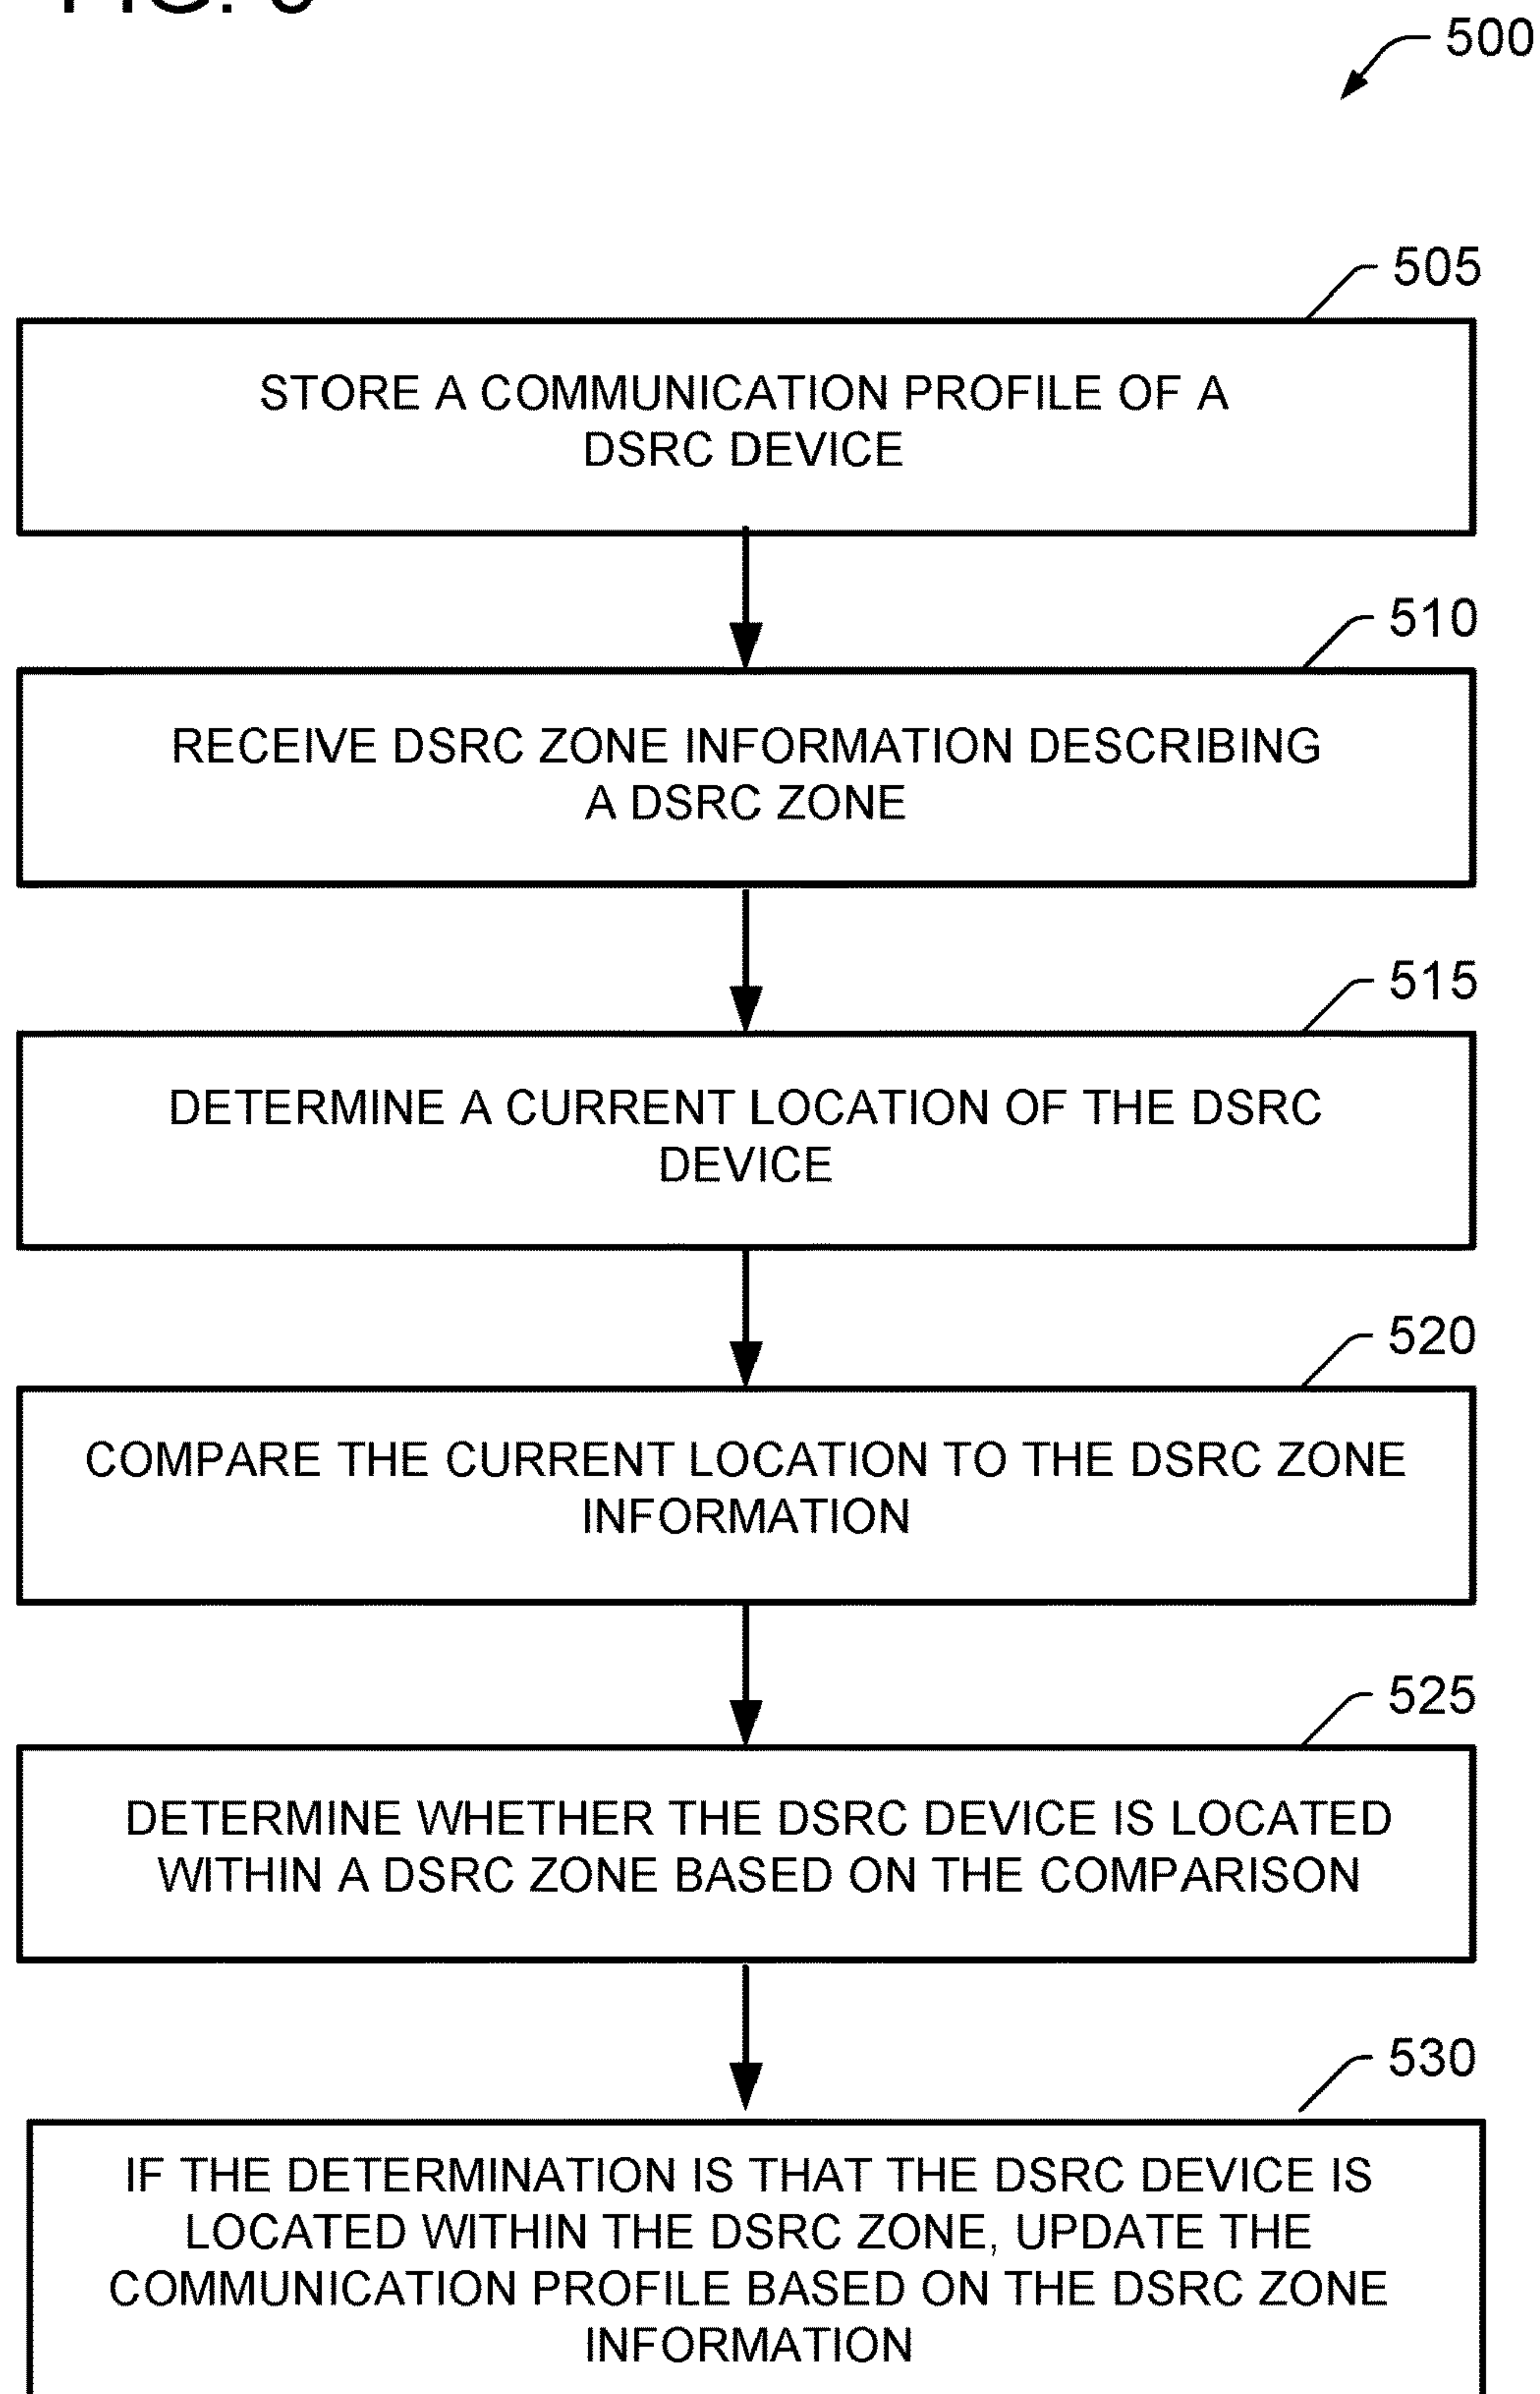 500
505
STORE A COMMUNICATION PROFILE OF A
DSRC DEVICE
510
RECEIVE DSRC ZONE INFORMATION DESCRIBING
A DSRC ZONE
515
DETERMINE A CURRENT LOCATION OF THE DSRC
DEVICE
520
COMPARE THE CURRENT LOCATION TO THE DSRC ZONE
INFORMATION
525
DETERMINE WHETHER THE DSRC DEVICE IS LOCATED
WITHIN A DSRC ZONE BASED ON THE COMPARISON
530
IF THE DETERMINATION IS THAT THE DSRC DEVICE IS
LOCATED WITHIN THE DSRC ZONE, UPDATE THE
COMMUNICATION PROFILE BASED ON THE DSRC ZONE
INFORMATION